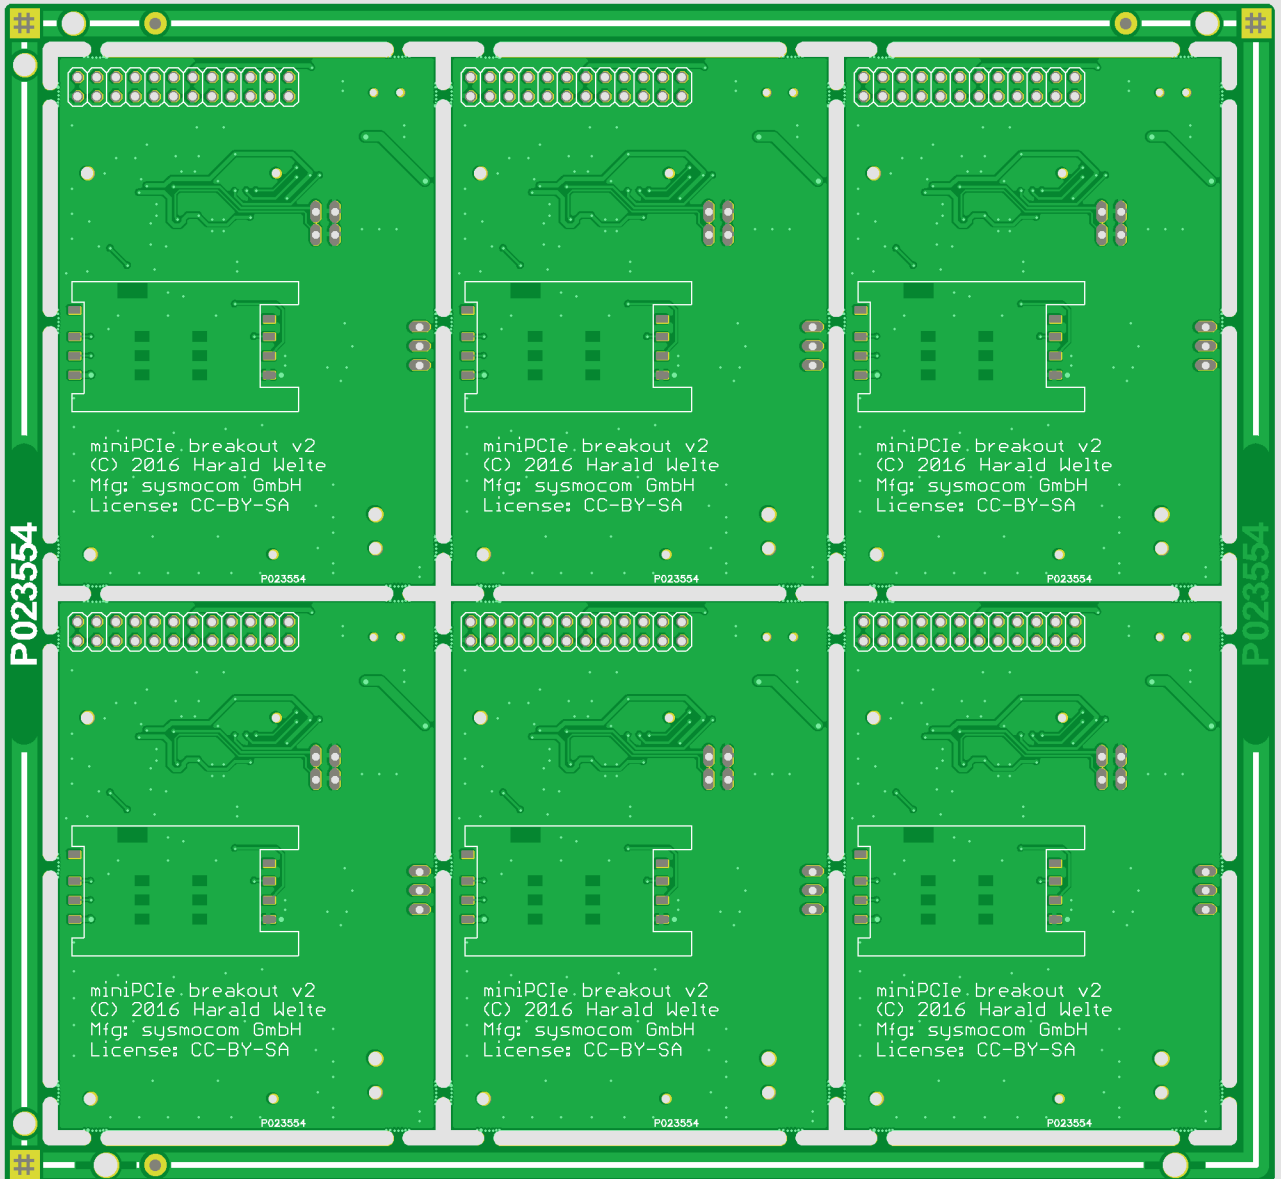 miniPCIe breakout v2
(C) 2016 Harald Welte
Mfg: sysmocom GmbH
License: CC-BY-SA
P023554
miniPCIe breakout v2
(C) 2016 Harald Welte
Mfg: sysmocom GmbH
License: CC-BY-SA
P023554
miniPCIe breakout v2
(C) 2016 Harald Welte
Mfg: sysmocom GmbH
License: CC-BY-SA
P023554
P023554
P023554
miniPCIe breakout v2
(C) 2016 Harald Welte
Mfg: sysmocom GmbH
License: CC-BY-SA
P023554
miniPCIe breakout v2
(C) 2016 Harald Welte
Mfg: sysmocom GmbH
License: CC-BY-SA
P023554
miniPCIe breakout v2
(C) 2016 Harald Welte
Mfg: sysmocom GmbH
License: CC-BY-SA
P023554